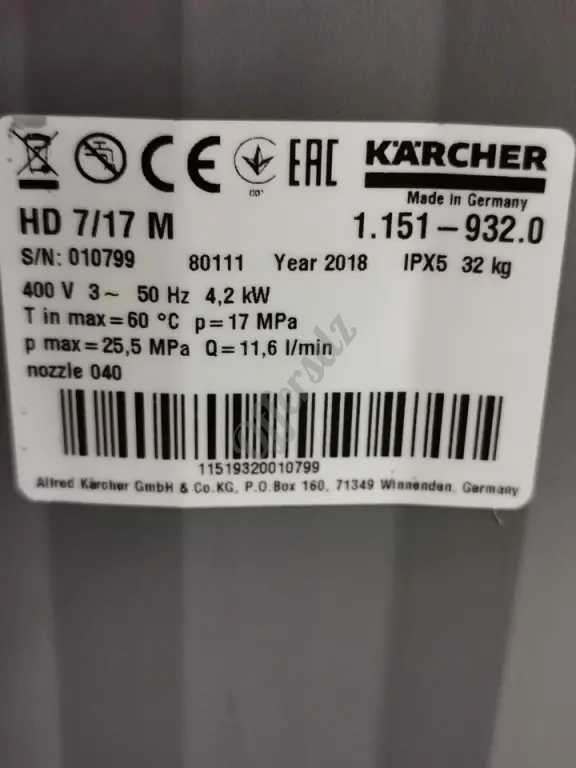 CE EAC KÄRCHER
Made in Germany
HD 7/17 M 1.151-932.0
S/N: 010799 80111 Year 2018 IPX5 32 kg
400 V 3~ 50 Hz 4,2 kW
T in max=60 °C p=17 MPa
p max=25,5 MPa Q=11,6 l/min
nozzle 040
11519320010799
Alfred Kärcher GmbH & Co.KG, P.O.Box 160, 71349 Winnenden, Germany